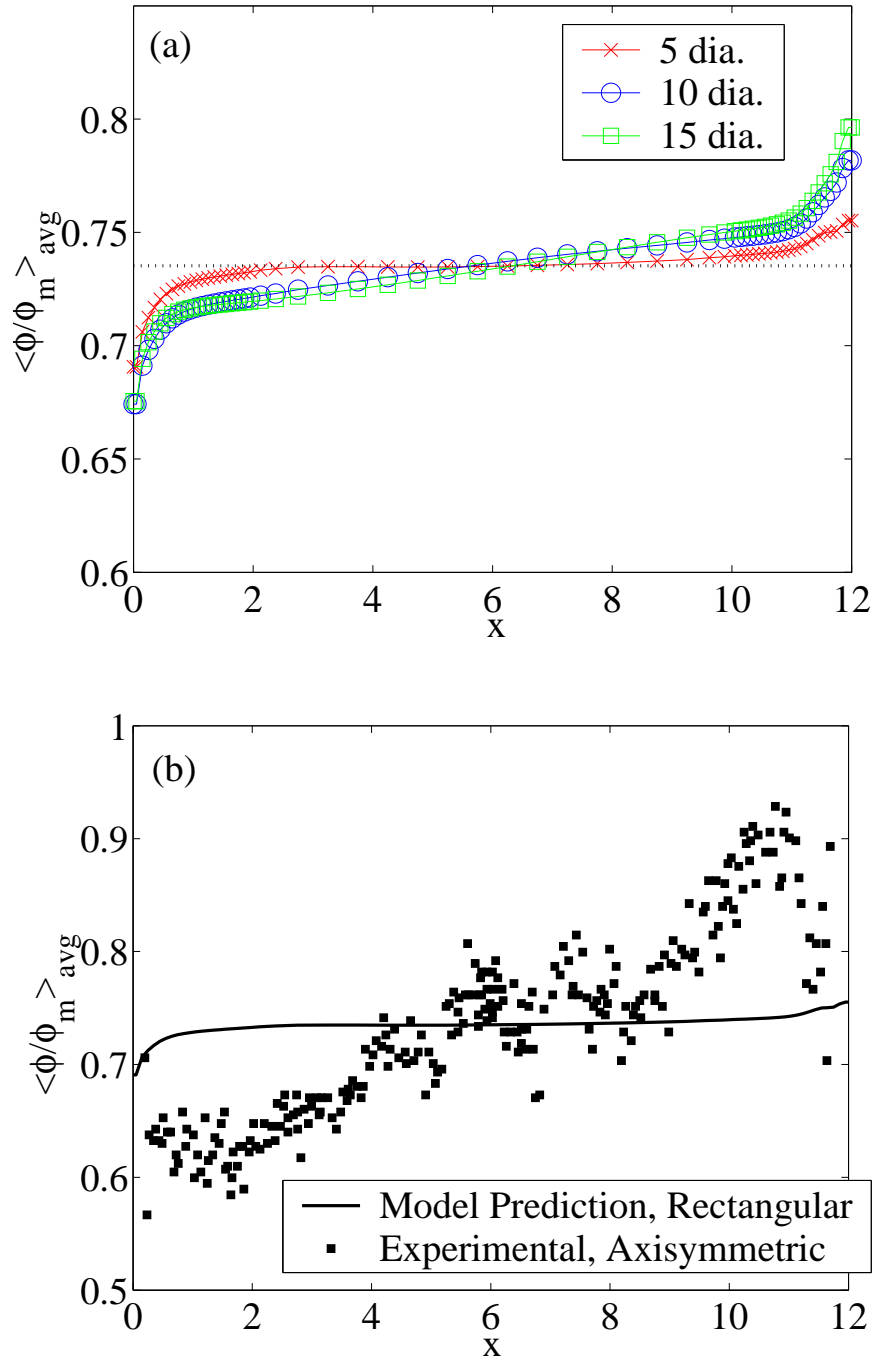 (a)
5 dia.
10 dia.
15 dia.
0.8
0.75
0.7
0.65
0.6
<ϕ/ϕm>avg
0 2 4 6 8 10 12
x
1
(b)
0.9
0.8
0.7
0.6
0.5
<ϕ/ϕm>avg
Model Prediction, Rectangular
Experimental, Axisymmetric
0 2 4 6 8 10 12
x